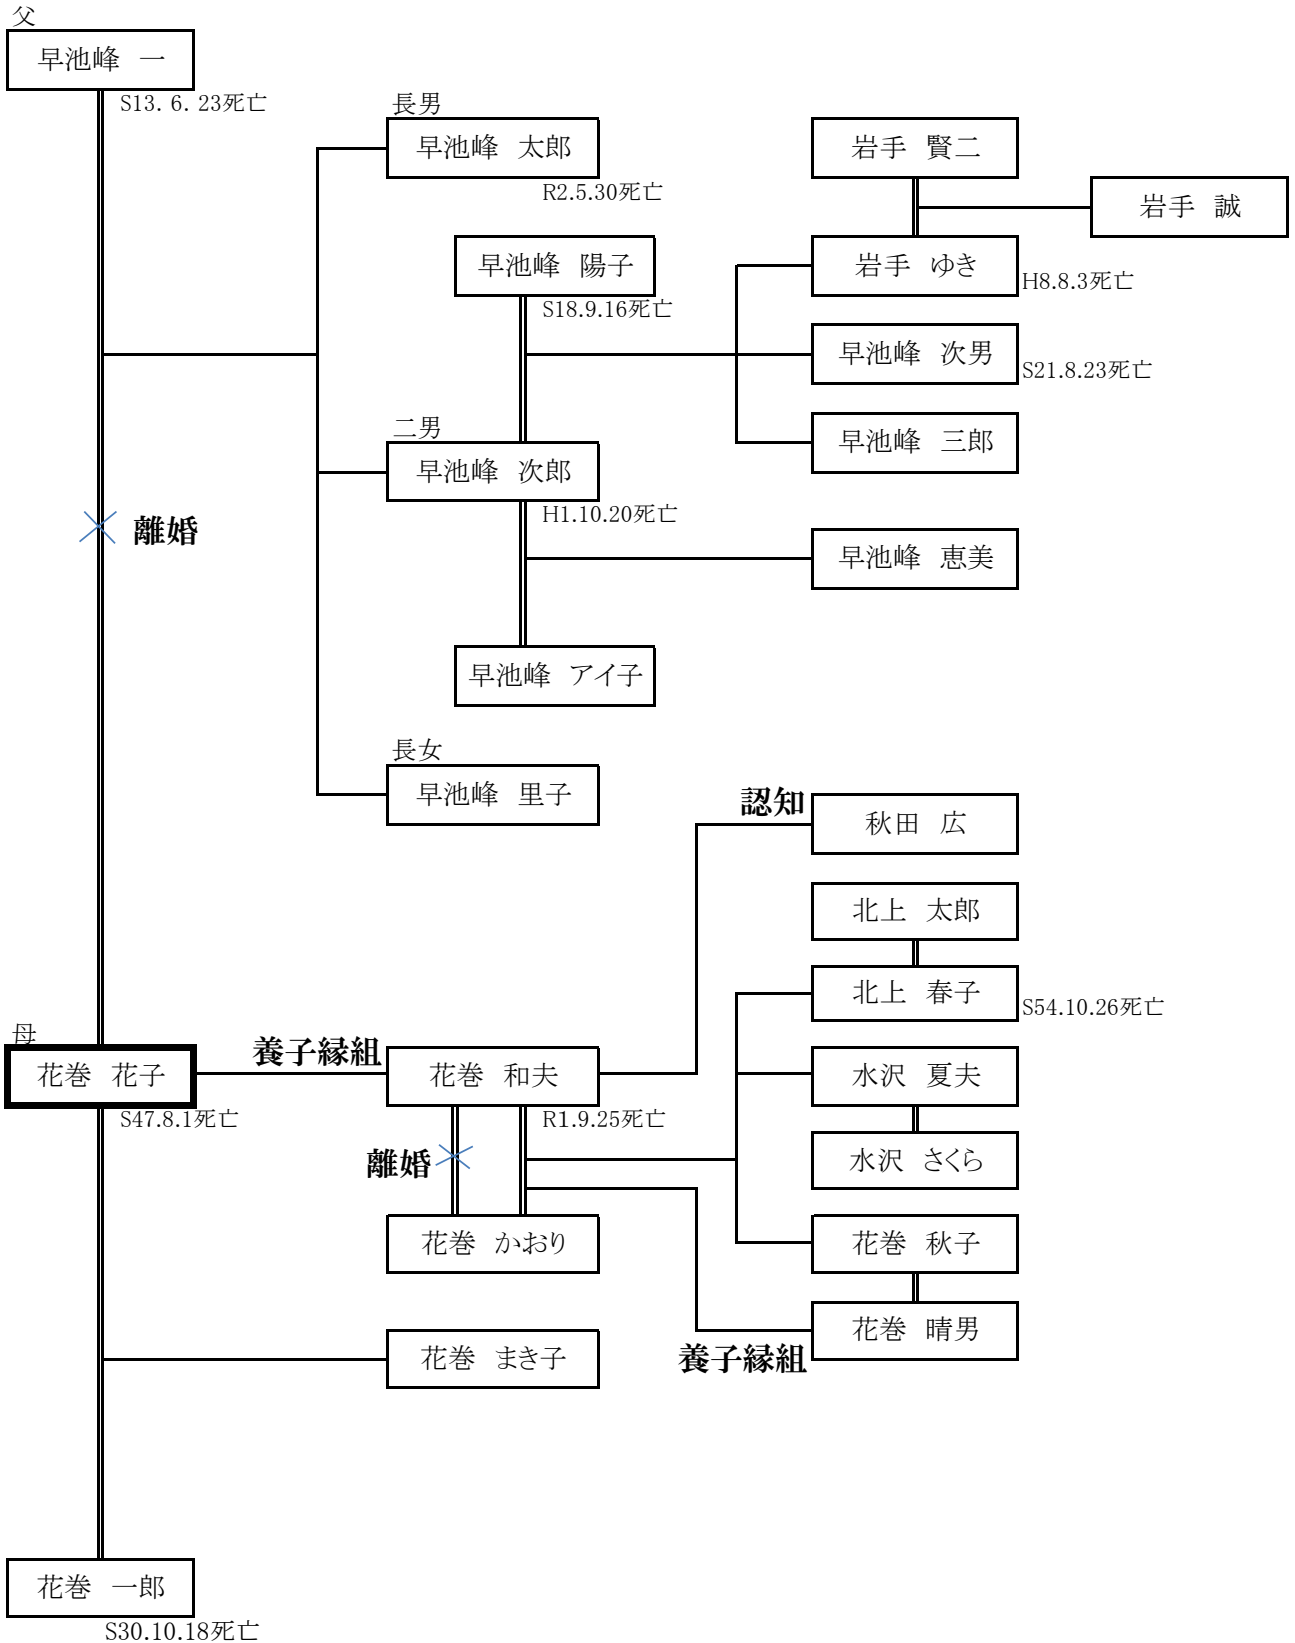 父
早池峰 一
S13. 6. 23死亡
長男
早池峰 太郎
R2.5.30死亡
岩手 賢二
岩手 誠
早池峰 陽子
S18.9.16死亡
岩手 ゆき
H8.8.3死亡
早池峰 次男
S21.8.23死亡
早池峰 三郎
二男
早池峰 次郎
H1.10.20死亡
離婚
早池峰 恵美
早池峰 アイ子
長女
早池峰 里子
認知
秋田 広
北上 太郎
北上 春子
S54.10.26死亡
母
花巻 花子
S47.8.1死亡
養子縁組
花巻 和夫
R1.9.25死亡
水沢 夏夫
離婚
水沢 さくら
花巻 かおり
花巻 秋子
花巻 晴男
養子縁組
花巻 まき子
花巻 一郎
S30.10.18死亡